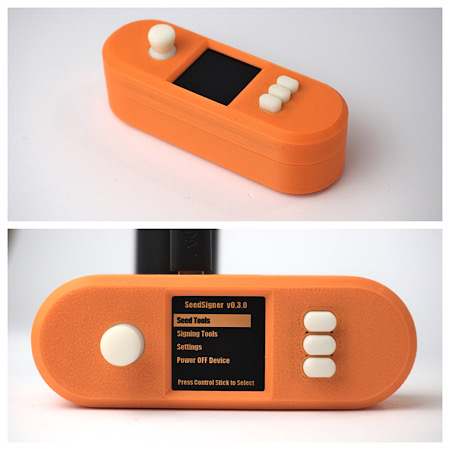 SeedSigner v0.3.0
Seed Tools
Signing Tools
Settings
Power OFF Device
Press Control Stick to Select